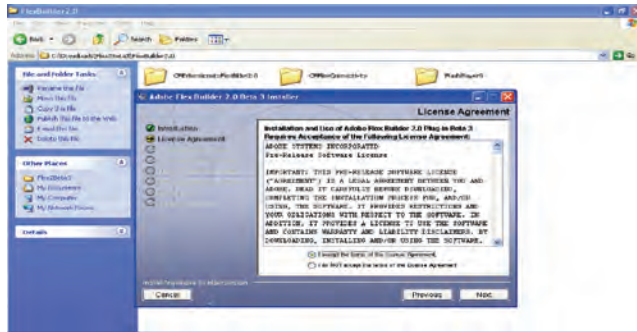 FlexBuilder 2.0
Back
Search
Folders
File and Folder Tasks
Rename this file
Move this file
Copy this file
Publish this file to the Web
E-mail this file
Delete this file
Other Places
My Documents
My Computer
My Network Places
Details
Adobe Flex Builder 2.0 Beta 3 Installer
License Agreement
Introduction
License Agreement
Installation and Use of Adobe Flex Builder 2.0 Plug-in Beta 3
Requires Acceptance of the Following License Agreement:
ADOBE SYSTEMS INCORPORATED
Pre-Release Software License
IMPORTANT: THIS PRE-RELEASE SOFTWARE LICENSE
("AGREEMENT") IS A LEGAL AGREEMENT BETWEEN YOU AND
ADOBE. READ IT CAREFULLY BEFORE DOWNLOADING,
COMPLETING THE INSTALLATION PROCESS FOR, AND/OR
USING, THE SOFTWARE. IT PROVIDES RESTRICTIONS AND
YOUR OBLIGATIONS WITH RESPECT TO THE SOFTWARE. IN
ADDITION, IT PROVIDES A LICENSE TO USE THE SOFTWARE
AND CONTAINS WARRANTY AND LIABILITY DISCLAIMERS. BY
DOWNLOADING, INSTALLING AND/OR USING THE SOFTWARE,
I accept the terms of the License Agreement
I do NOT accept the terms of the License Agreement
Cancel
Previous
Next